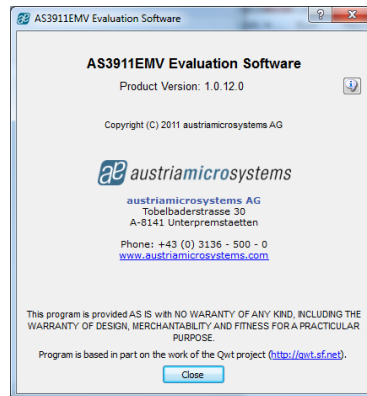 AS3911EMV Evaluation Software
AS3911EMV Evaluation Software
Product Version: 1.0.12.0
Copyright (C) 2011 austriamicrosystems AG
austriamicrosystems
austriamicrosystems AG
Tobelbaderstrasse 30
A-8141 Unterpremstaetten
Phone: +43 (0) 3136 - 500 - 0
www.austriamicrosystems.com
This program is provided AS IS with NO WARANTY OF ANY KIND, INCLUDING THE
WARRANTY OF DESIGN, MERCHANTABILITY AND FITNESS FOR A PRACTICULAR
PURPOSE.
Program is based in part on the work of the Qwt project (http://qwt.sf.net).
Close